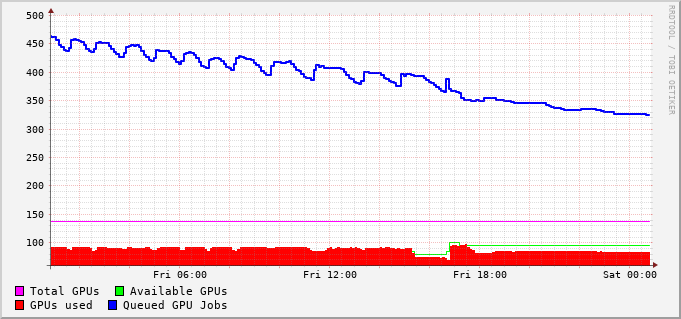 500
450
400
350
300
250
200
150
100
Fri 06:00
Fri 12:00
Fri 18:00
Sat 00:00
Total GPUs
Available GPUs
GPUs used
Queued GPU Jobs
RRDTOOL / TOBI OETIKER